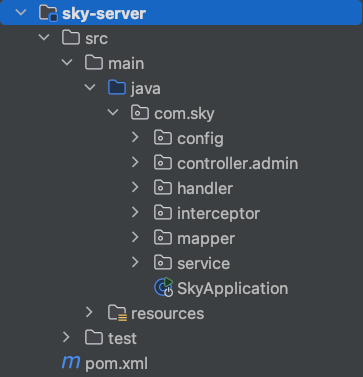 sky-server
src
main
java
com.sky
config
controller.admin
handler
interceptor
mapper
service
SkyApplication
resources
test
pom.xml